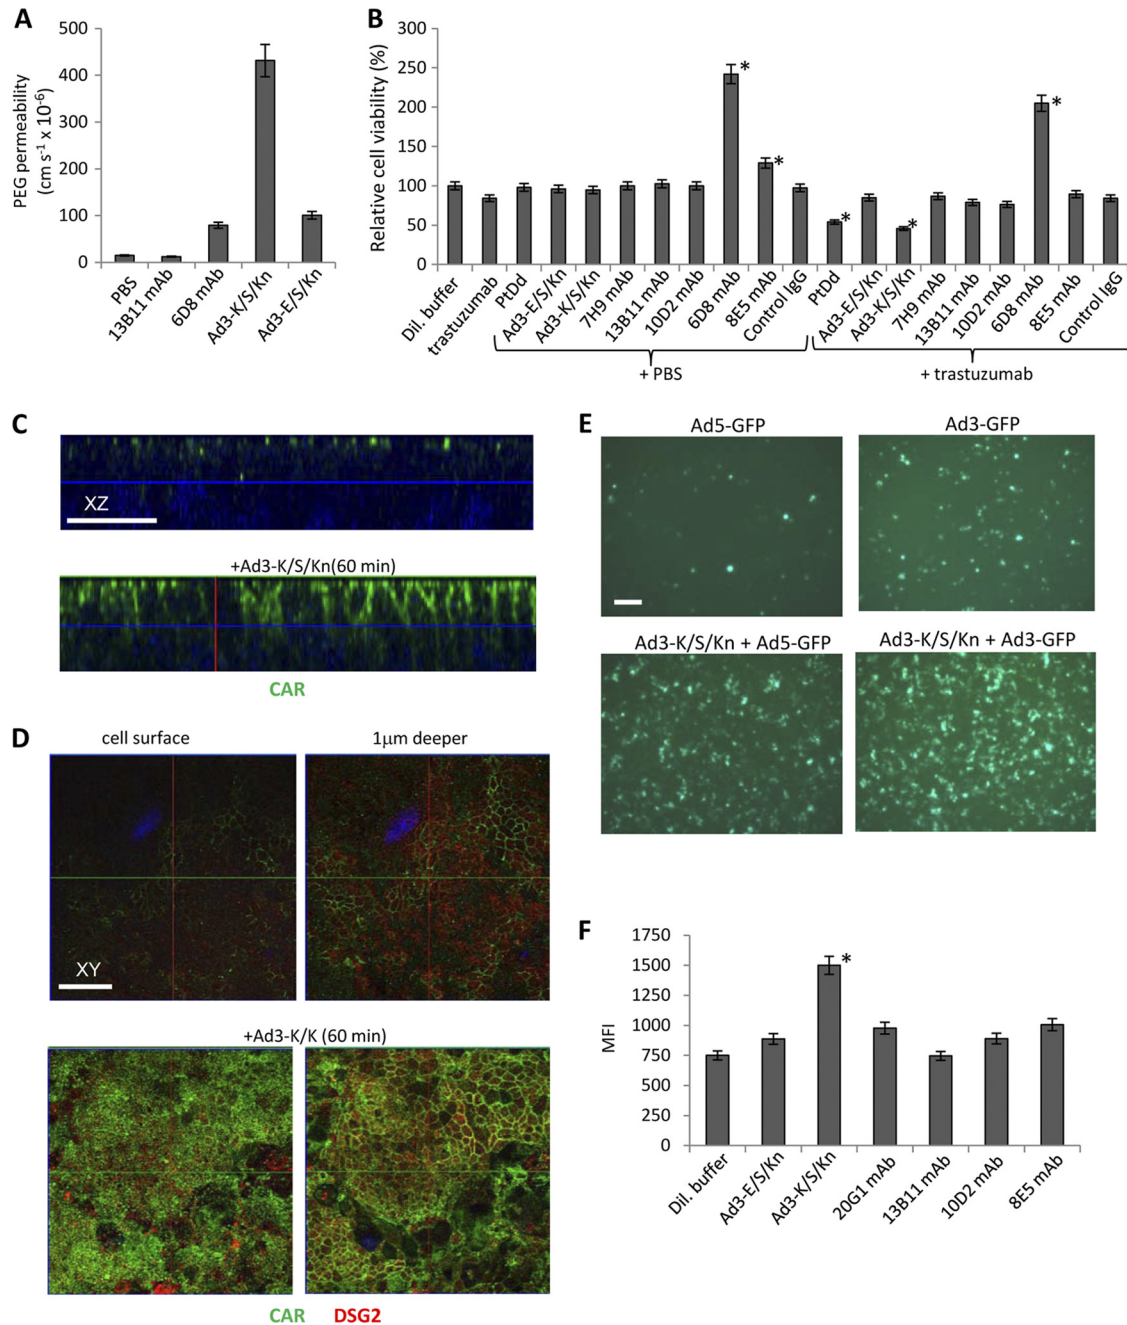 A
PEG permeability
(cm s⁻¹ x 10⁻⁶)
500
400
300
200
100
0
PBS
13B11 mAb
6D8 mAb
Ad3-K/S/Kn
Ad3-E/S/Kn
B
Relative cell viability (%)
300
250
200
150
100
50
0
*
*
*
*
*
Dil. buffer
trastuzumab
PtDd
Ad3-E/S/Kn
Ad3-K/S/Kn
7H9 mAb
13B11 mAb
10D2 mAb
6D8 mAb
8E5 mAb
Control IgG
PtDd
Ad3-E/S/Kn
Ad3-K/S/Kn
7H9 mAb
13B11 mAb
10D2 mAb
6D8 mAb
8E5 mAb
Control IgG
+ PBS
+ trastuzumab
C
XZ
+Ad3-K/S/Kn(60 min)
CAR
D
cell surface
1µm deeper
XY
+Ad3-K/K (60 min)
CAR DSG2
E
Ad5-GFP
Ad3-GFP
Ad3-K/S/Kn + Ad5-GFP
Ad3-K/S/Kn + Ad3-GFP
F
MFI
1750
1500
1250
1000
750
500
250
0
*
Dil. buffer
Ad3-E/S/Kn
Ad3-K/S/Kn
20G1 mAb
13B11 mAb
10D2 mAb
8E5 mAb